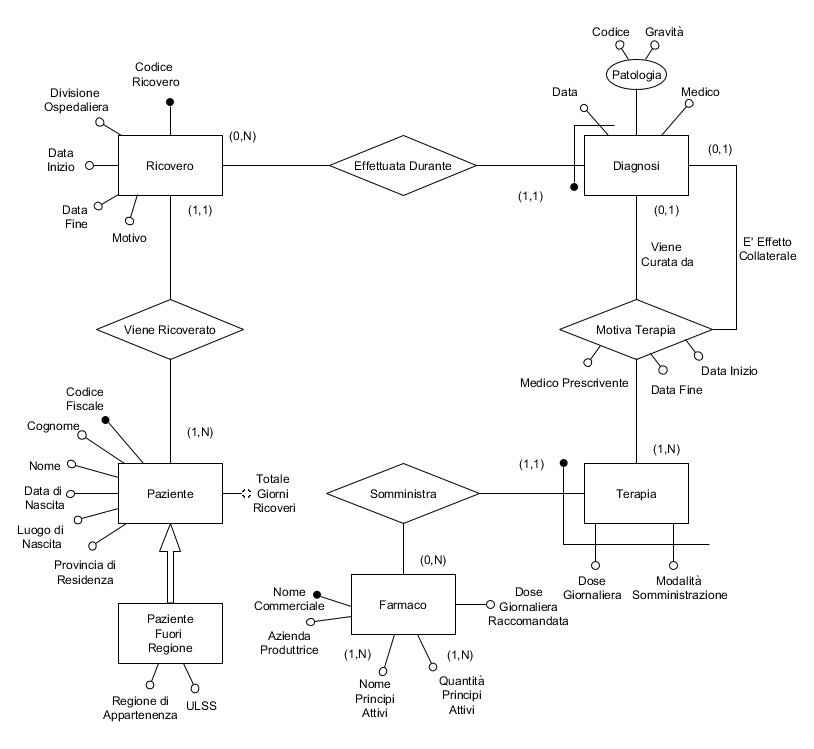 Codice
Gravità
Patologia
Codice
Ricovero
Divisione
Ospedaliera
Data
Medico
(0,N)
(0,1)
Data
Inizio
Ricovero
Effettuata Durante
Diagnosi
(1,1)
Data
Fine
Motivo
(1,1)
(0,1)
Viene
Curata da
E' Effetto
Collaterale
Viene Ricoverato
Motiva Terapia
Medico Prescrivente
Data Fine
Data Inizio
Codice
Fiscale
Cognome
(1,N)
(1,N)
(1,1)
Nome
Data di
Nascita
Luogo di
Nascita
Provincia di
Residenza
Paziente
Totale
Giorni
Ricoveri
Somministra
Terapia
(0,N)
Dose
Giornaliera
Modalità
Somministrazione
Nome
Commerciale
Farmaco
Dose
Giornaliera
Raccomandata
Azienda
Produttrice
(1,N)
(1,N)
Nome
Principi
Attivi
Quantità
Principi
Attivi
Paziente
Fuori
Regione
Regione di
Appartenenza
ULSS